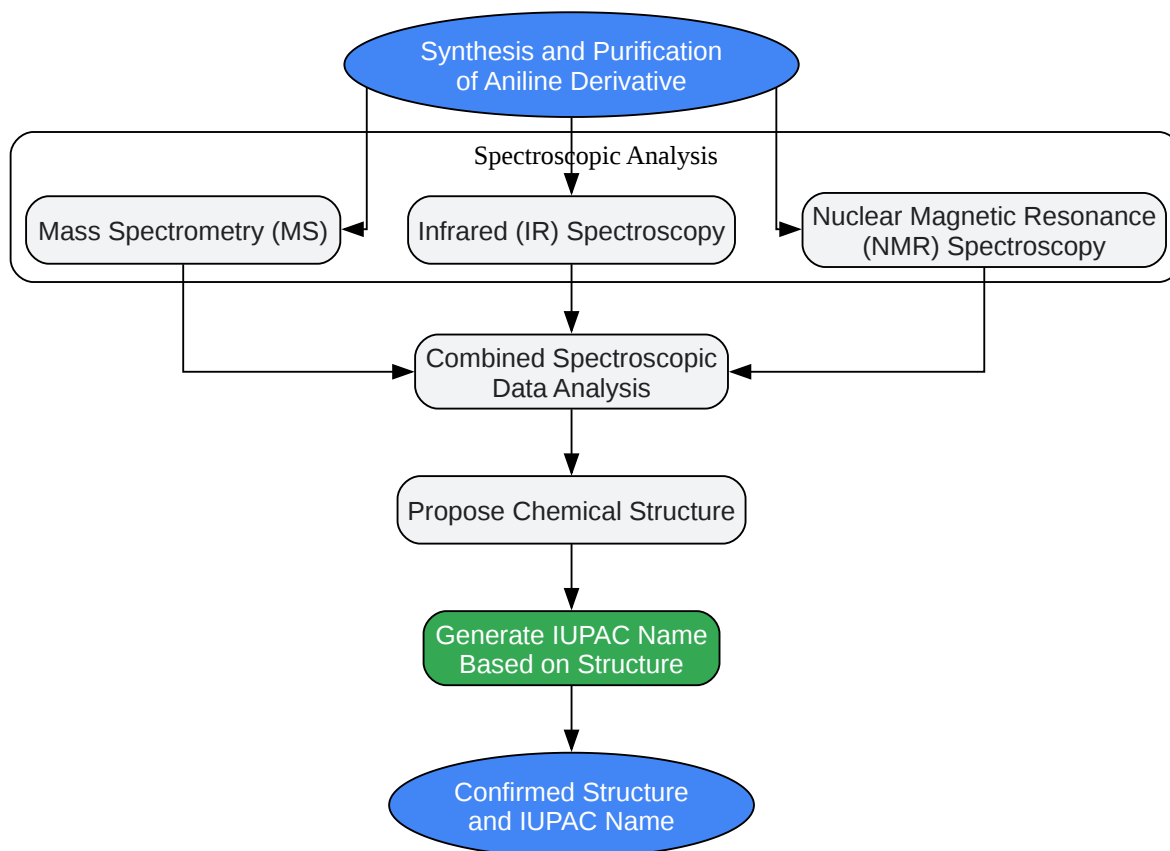 Synthesis and Purification
of Aniline Derivative
Spectroscopic Analysis
Mass Spectrometry (MS)
Infrared (IR) Spectroscopy
Nuclear Magnetic Resonance
(NMR) Spectroscopy
Combined Spectroscopic
Data Analysis
Propose Chemical Structure
Generate IUPAC Name
Based on Structure
Confirmed Structure
and IUPAC Name